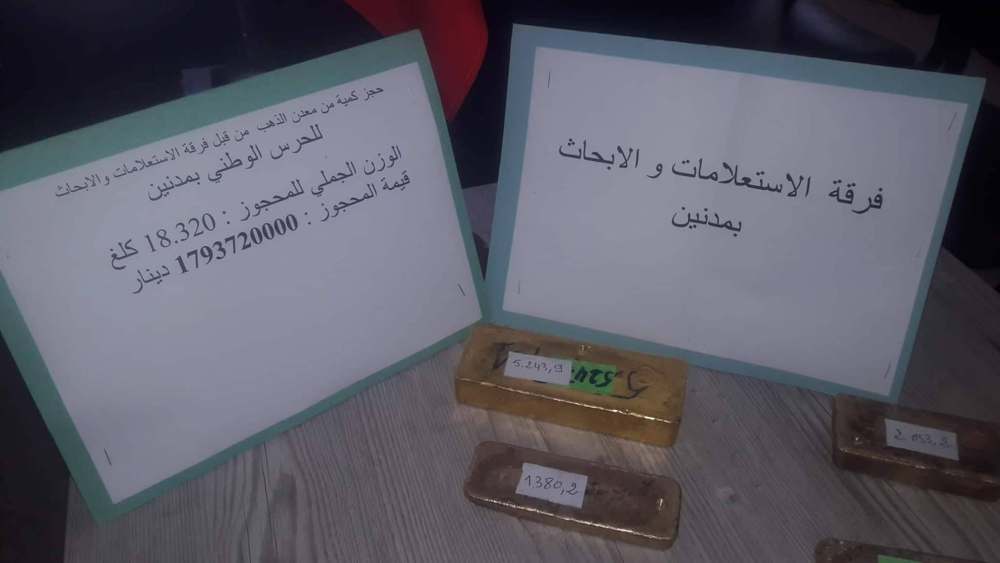 حجز كمية من معدن الذهب من قبل فرقة الاستعلامات والابحاث
للحرس الوطني بمدنين
الوزن الجملي للمحجوز : 18.320 كلغ
قيمة المحجوز : 1793720000 دينار
فرقة الاستعلامات و الابحاث
بمدنين
5.243,9
1380,2
2.053,3